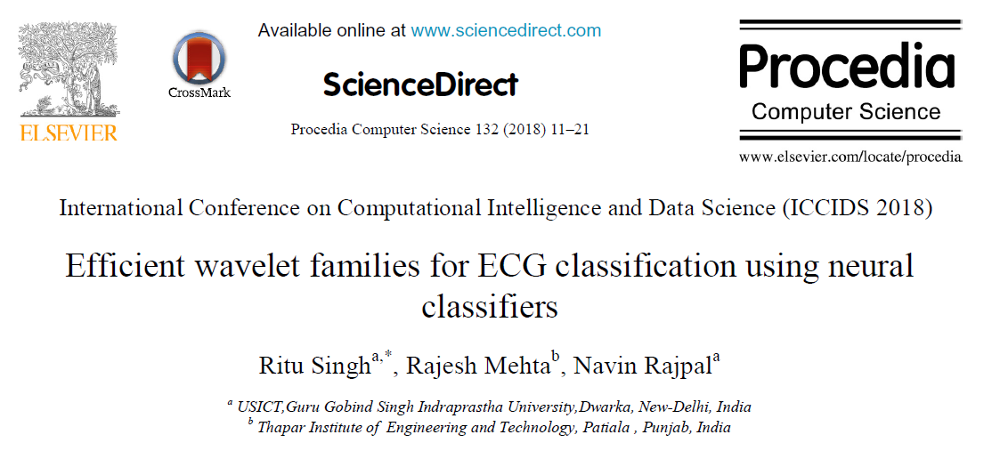 Available online at www.sciencedirect.com
ScienceDirect
Procedia Computer Science 132 (2018) 11–21
ELSEVIER
CrossMark
Procedia
Computer Science
www.elsevier.com/locate/procedia
International Conference on Computational Intelligence and Data Science (ICCIDS 2018)
Efficient wavelet families for ECG classification using neural
classifiers
Ritu Singha,*, Rajesh Mehtab, Navin Rajpala
a USICT,Guru Gobind Singh Indraprastha University,Dwarka, New-Delhi, India
b Thapar Institute of Engineering and Technology, Patiala , Punjab, India